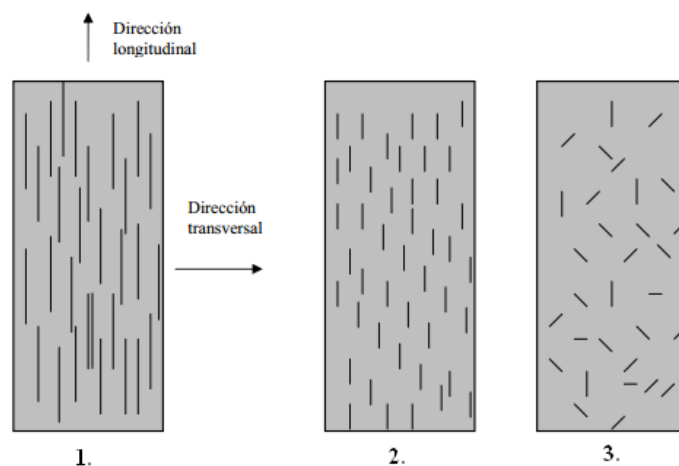 Dirección
longitudinal
Dirección
transversal
1.
2.
3.